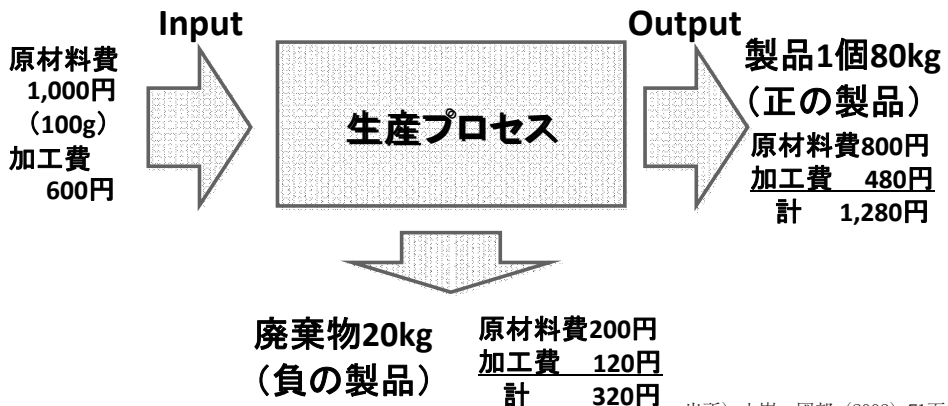 Input
原材料費
1,000円
（100g）
加工費
600円
生産プロセス
Output
製品1個80kg
（正の製品）
原材料費800円
加工費 480円
計 1,280円
廃棄物20kg
（負の製品）
原材料費200円
加工費 120円
計 320円